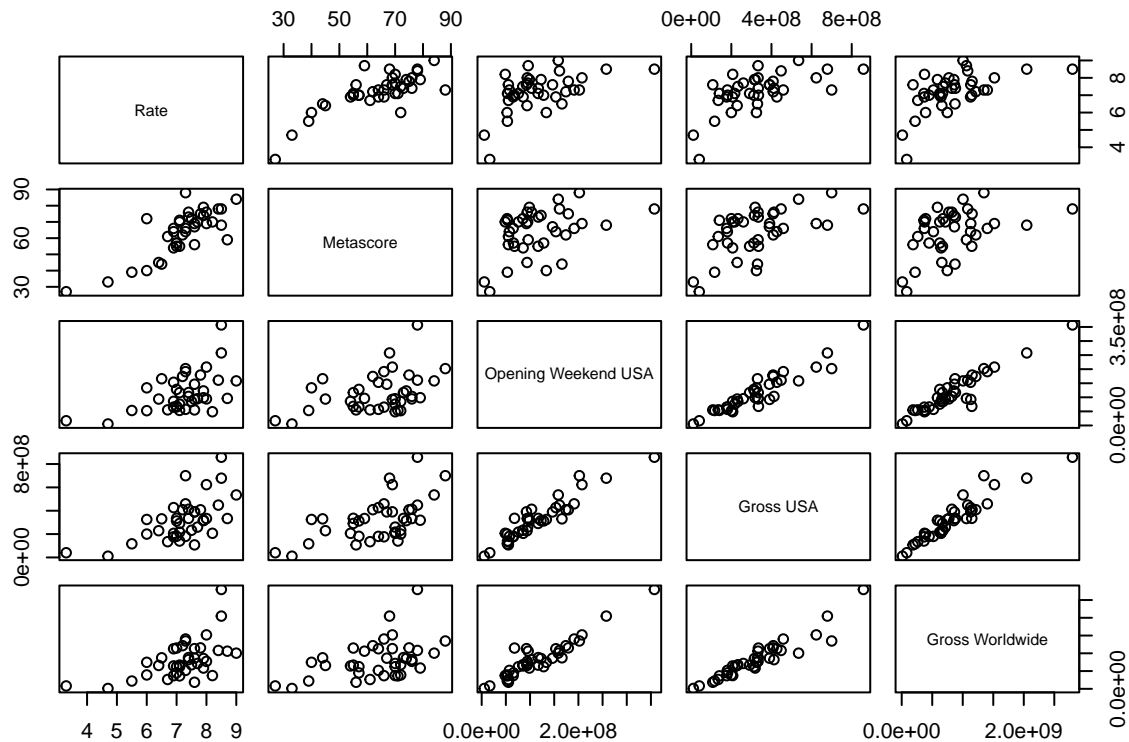 30 50 70 90
0e+00 4e+08 8e+08
Rate
4 6 8
30 60 90
Metascore
Opening Weekend USA
0.0e+00 3.5e+08
0e+00 8e+08
Gross USA
Gross Worldwide
0.0e+00
4 5 6 7 8 9
0.0e+00 2.0e+08
0.0e+00 2.0e+09